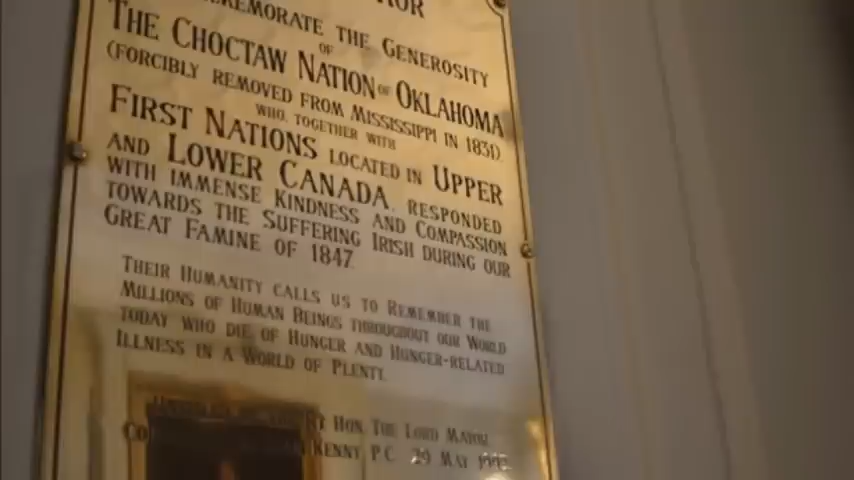 THE GENEROSITY
OF
THE CHOCTAW NATION OF OKLAHOMA
(FORCIBLY REMOVED FROM MISSISSIPPI IN 1831)
WHO, TOGETHER WITH
FIRST NATIONS LOCATED IN UPPER
AND LOWER CANADA, RESPONDED
WITH IMMENSE KINDNESS AND COMPASSION
TOWARDS THE SUFFERING IRISH DURING OUR
GREAT FAMINE OF 1847.
THEIR HUMANITY CALLS US TO REMEMBER THE
MILLIONS OF HUMAN BEINGS THROUGHOUT OUR WORLD
TODAY WHO DIE OF HUNGER AND HUNGER-RELATED
ILLNESS IN A WORLD OF PLENTY.
HON. THE LORD MAYOR
KENNY, P.C. 29 MAY